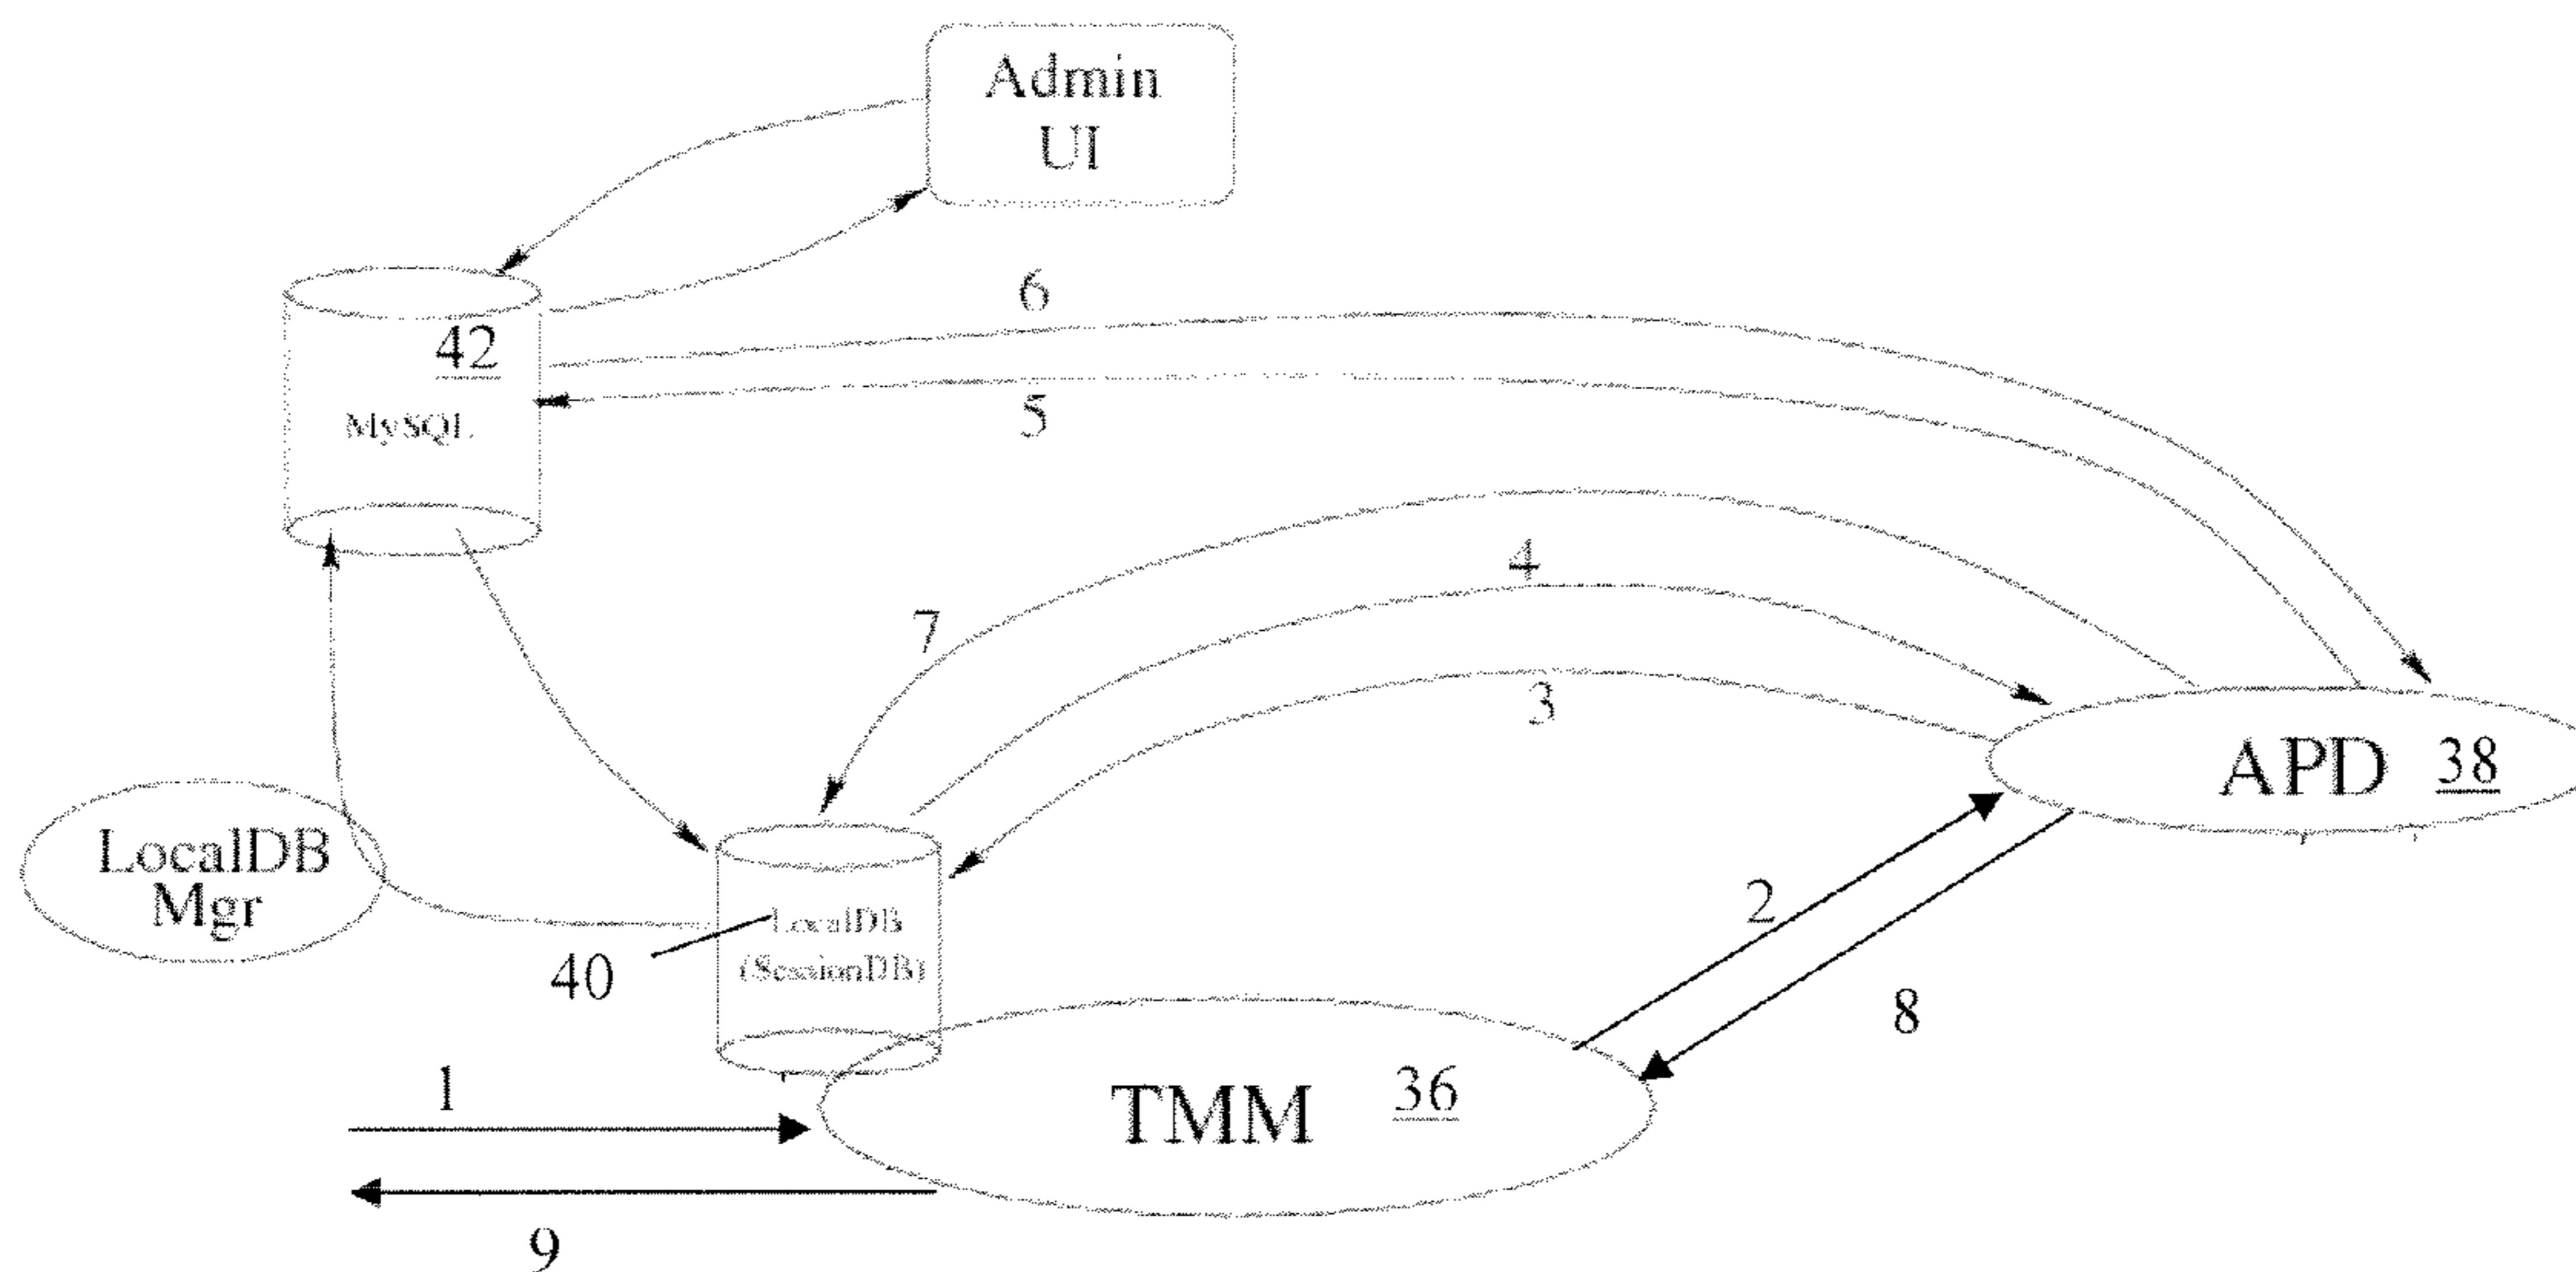 Admin
UI
6
42
5
MySQL
4
7
3
APD 38
LocalDB
Mgr
2
LocalDB
(SessionDB)
40
8
1
TMM 36
9